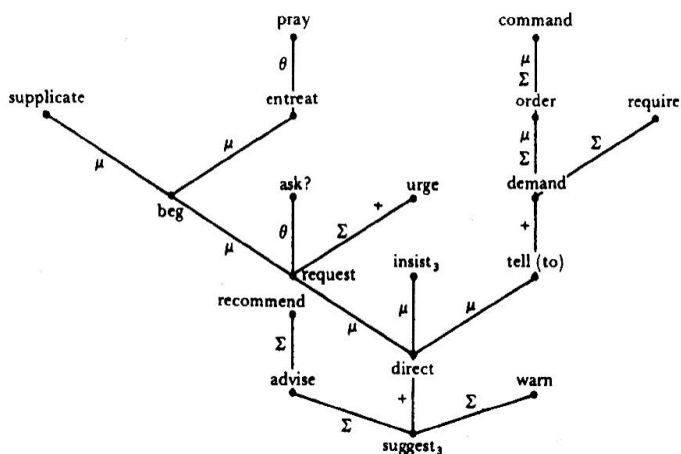 pray command
θ μ
Σ
supplicate entreat order require
μ μ μ
Σ Σ
ask? urge demand
beg + 
μ θ Σ +
insist₃ tell (to)
request
recommend
μ μ μ
Σ
direct
advise warn
+ Σ
Σ
suggest₃